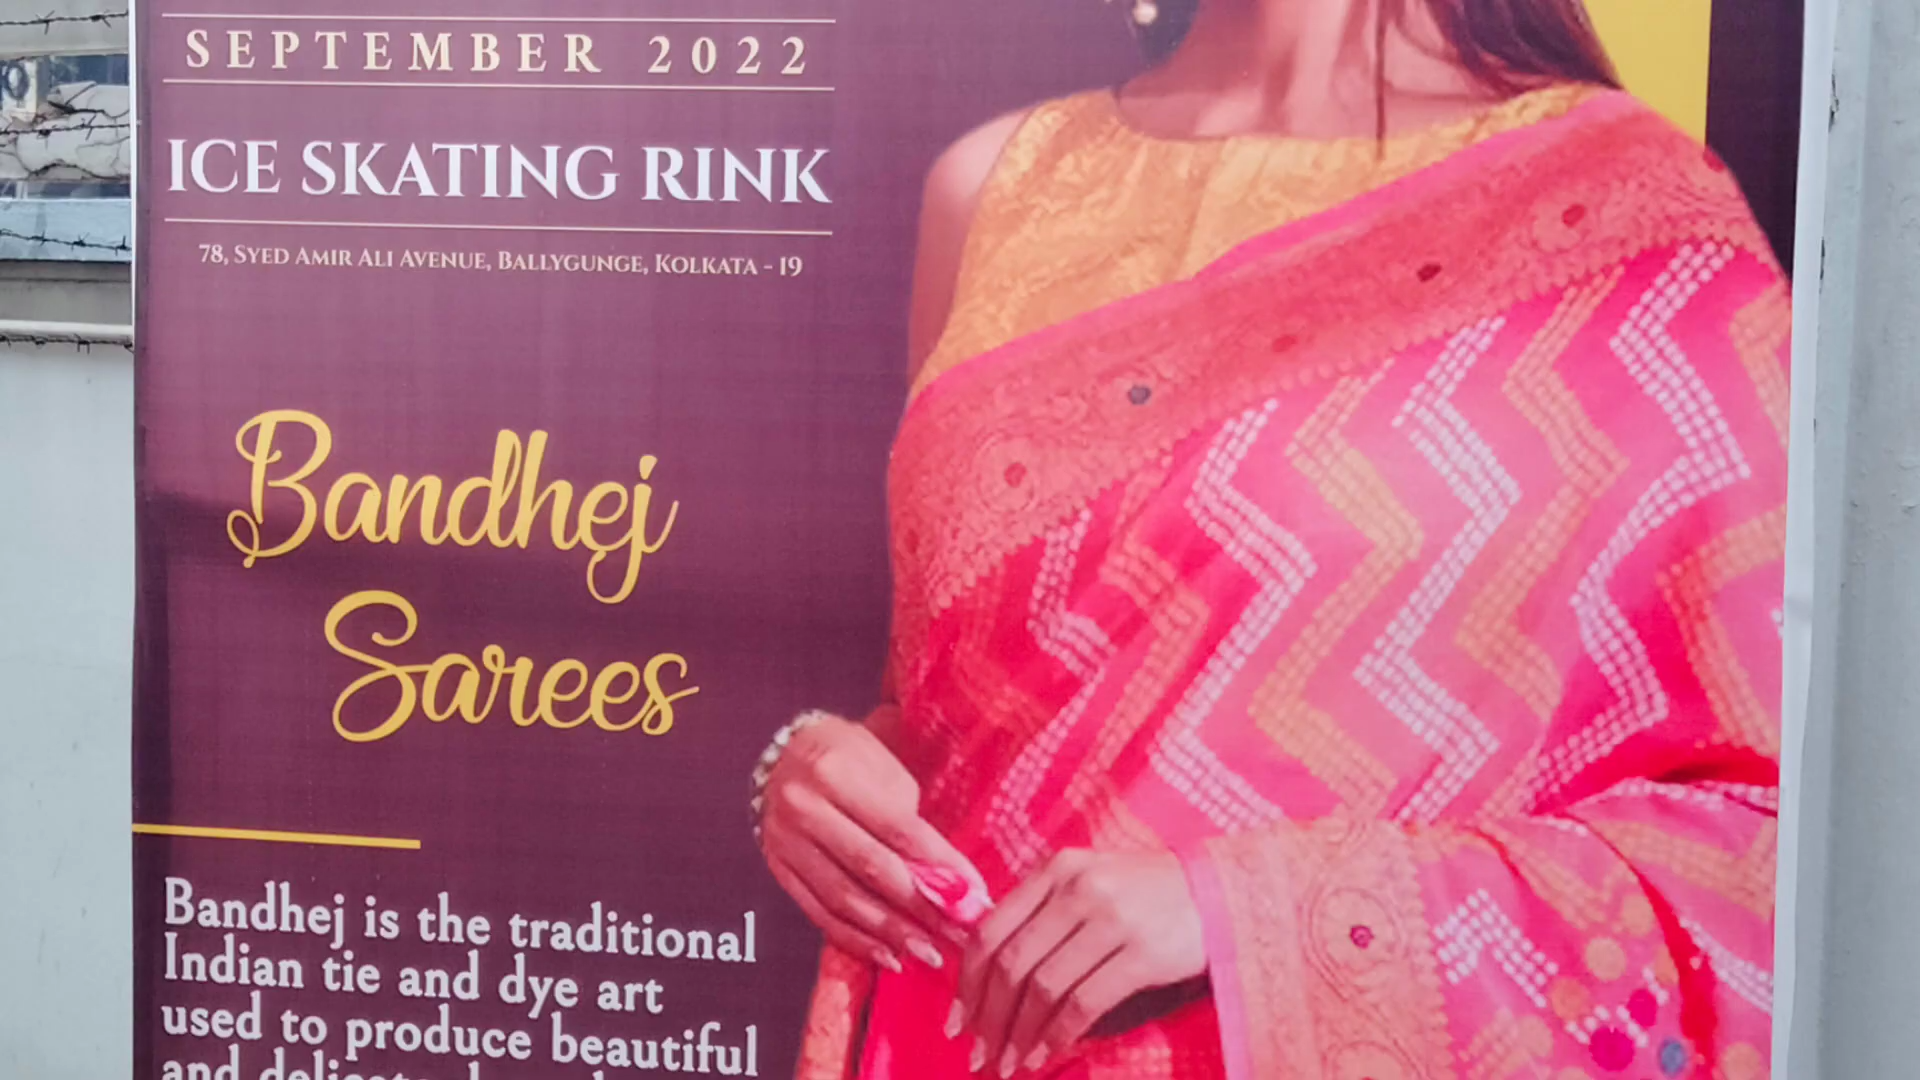 SEPTEMBER 2022
ICE SKATING RINK
78, SYED AMIR ALI AVENUE, BALLYGUNGE, KOLKATA - 19
Bandhej
Sarees
Bandhej is the traditional
Indian tie and dye art
used to produce beautiful
and